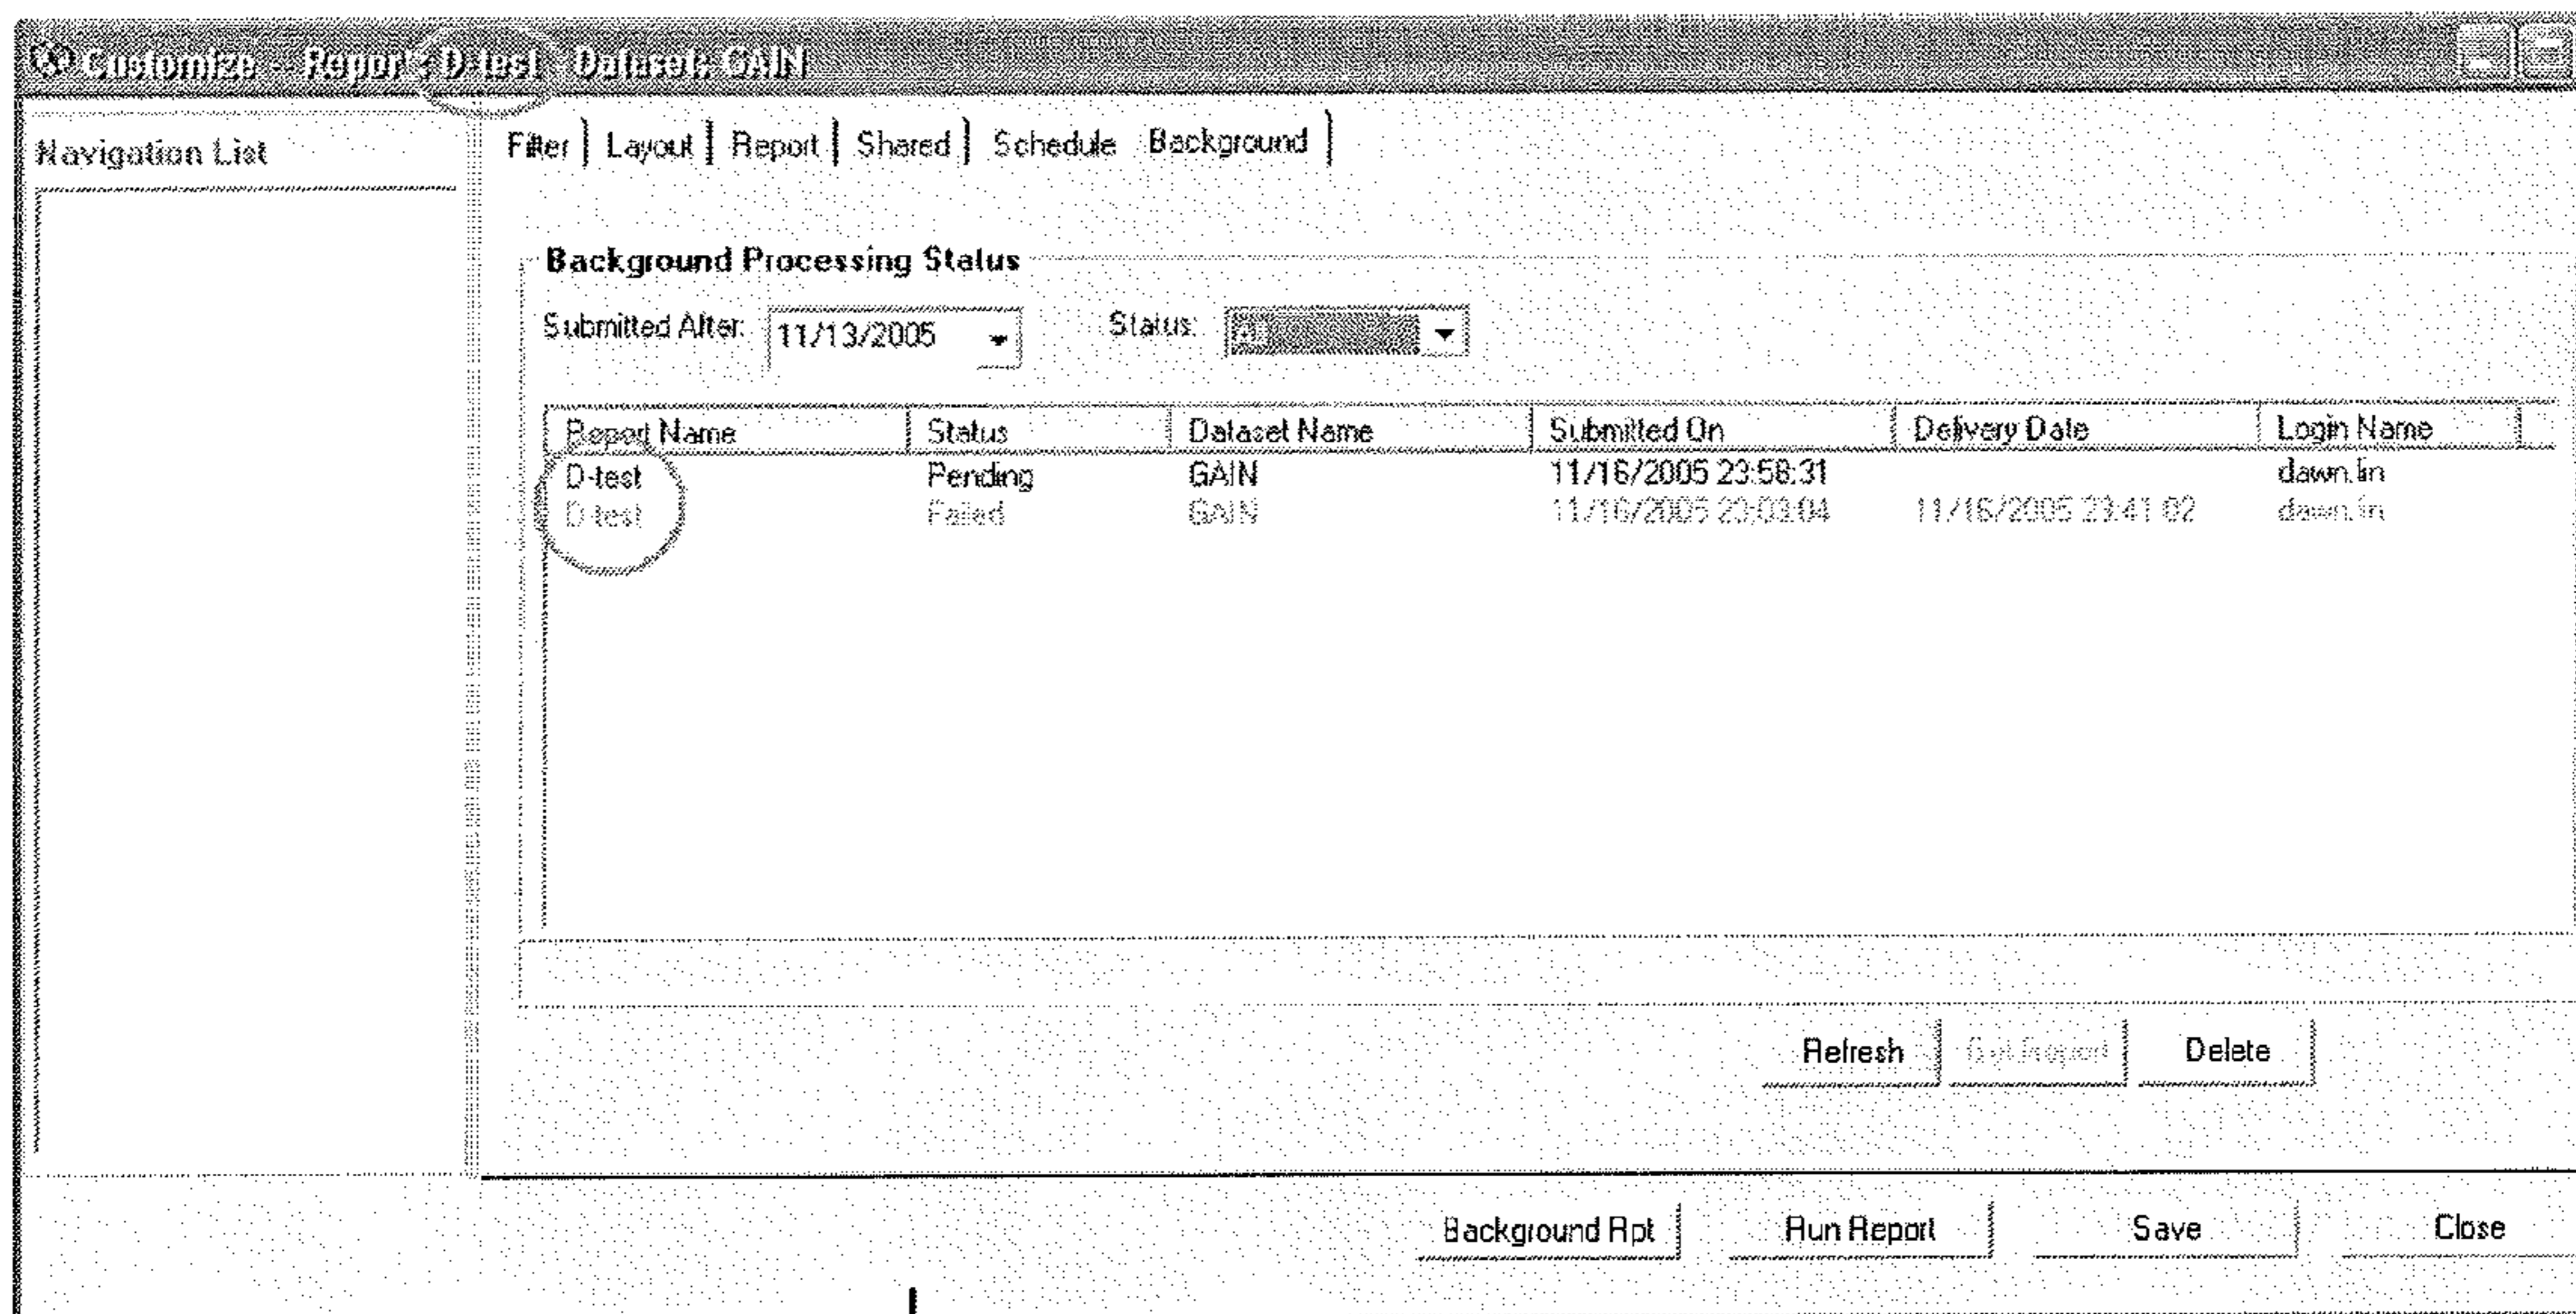 Customize -- Report: D-test Dataset: GAIN
Navigation List
Filter Layout Report Shared Schedule Background
Background Processing Status
Submitted After: 11/13/2005 Status: All
Report Name Status Dataset Name Submitted On Delivery Date Login Name
D-test Pending GAIN 11/16/2005 23:58:31 dawn.lin
D-test Failed GAIN 11/16/2005 23:03:04 11/16/2005 23:41:02 dawn.lin
Refresh Get Report Delete
Background Rpt Run Report Save Close